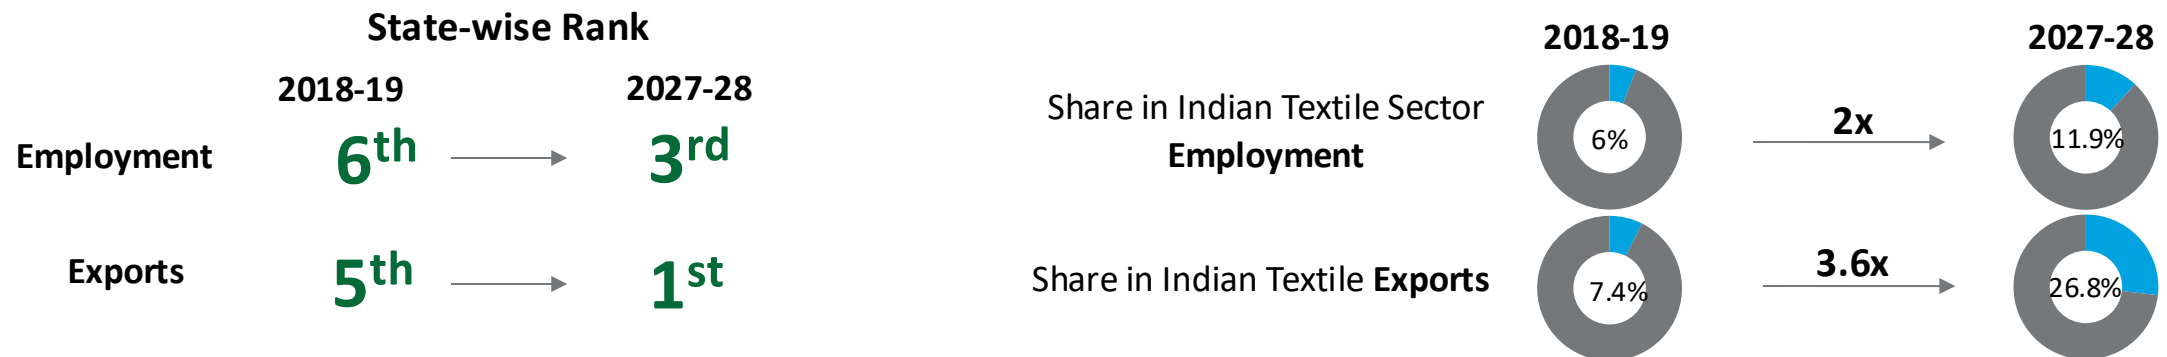 State-wise Rank
2018-19 2027-28
Employment 6th 3rd
Exports 5th 1st
2018-19 2027-28
Share in Indian Textile Sector
Employment
6% 2x 11.9%
Share in Indian Textile Exports 7.4% 3.6x 26.8%